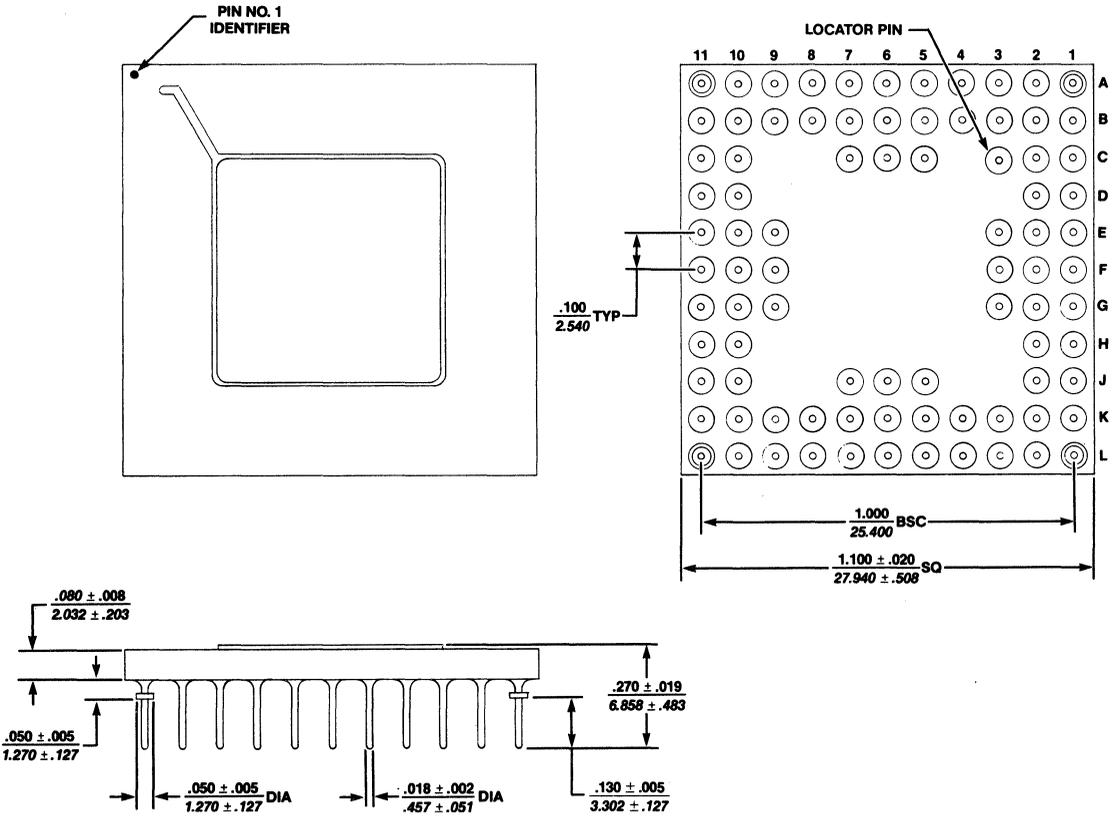 PIN NO. 1
IDENTIFIER
LOCATOR PIN
11 10 9 8 7 6 5 4 3 2 1
A
B
C
D
E
F
G
H
J
K
L
.100
2.540
TYP
1.000
25.400
BSC
1.100 ± .020
27.940 ± .508
SQ
.080 ± .008
2.032 ± .203
.270 ± .019
6.858 ± .483
.050 ± .005
1.270 ± .127
.050 ± .005
1.270 ± .127
DIA
.018 ± .002
.457 ± .051
DIA
.130 ± .005
3.302 ± .127